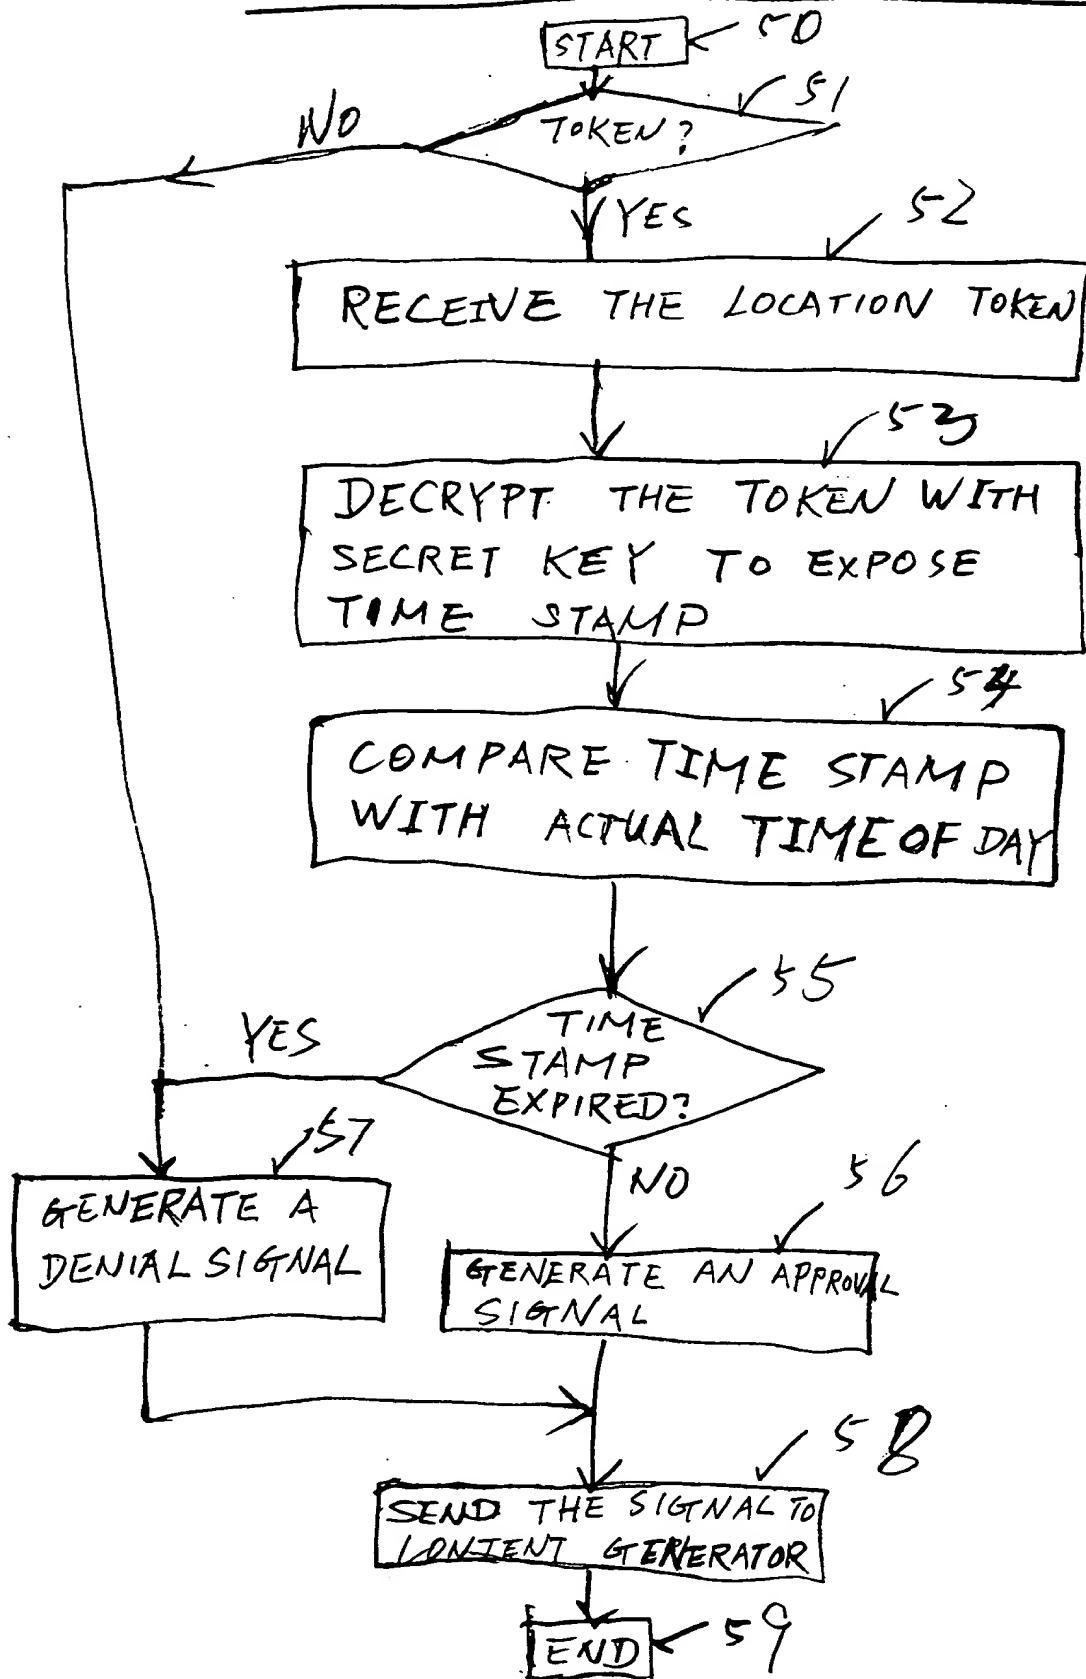 START
50
51
TOKEN?
NO
YES
52
RECEIVE THE LOCATION TOKEN
53
DECRYPT THE TOKEN WITH
SECRET KEY TO EXPOSE
TIME STAMP
54
COMPARE TIME STAMP
WITH ACTUAL TIME OF DAY
55
TIME
STAMP
EXPIRED?
YES
57
NO
56
GENERATE A
DENIAL SIGNAL
GENERATE AN APPROVAL
SIGNAL
58
SEND THE SIGNAL TO
CONTENT GENERATOR
END
59